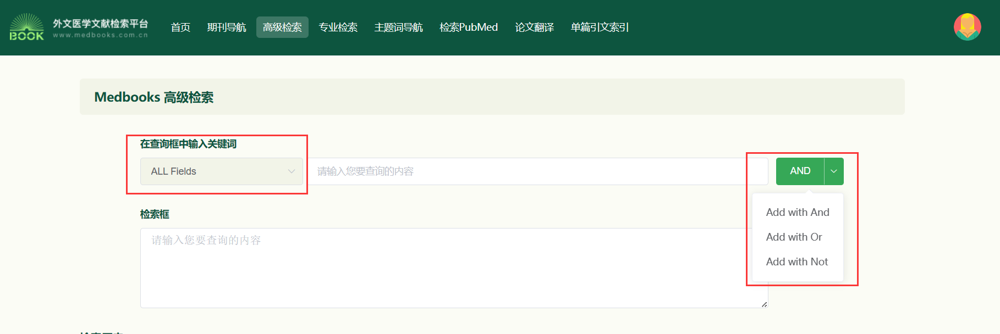 外文医学文献检索平台
BOOK
www.medbooks.com.cn
首页 期刊导航 高级检索 专业检索 主题词导航 检索PubMed 论文翻译 单篇引文索引
Medbooks 高级检索
在查询框中输入关键词
ALL Fields 请输入您要查询的内容 AND
Add with And
Add with Or
Add with Not
检索框
请输入您要查询的内容